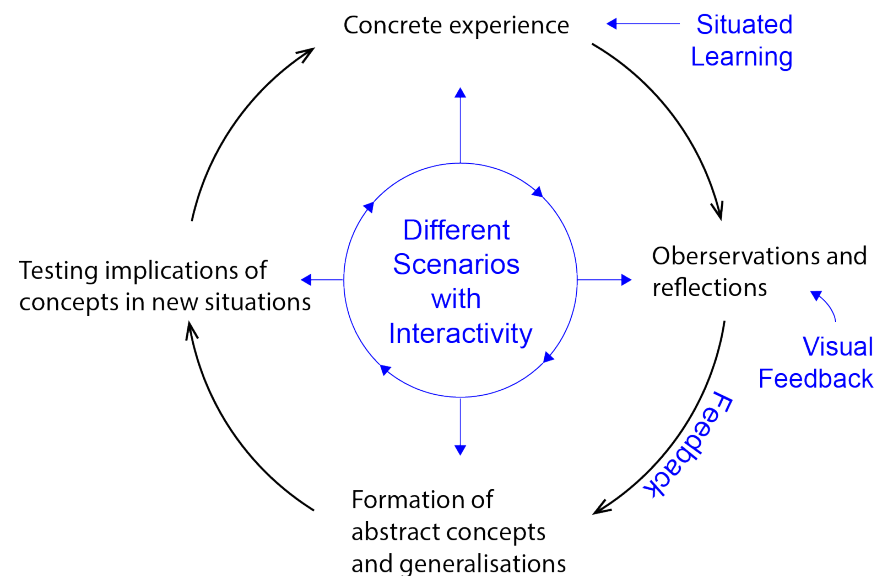 Concrete experience
Situated
Learning
Different
Scenarios
with
Interactivity
Oberservations and
reflections
Visual
Feedback
Feedback
Formation of
abstract concepts
and generalisations
Testing implications of
concepts in new situations